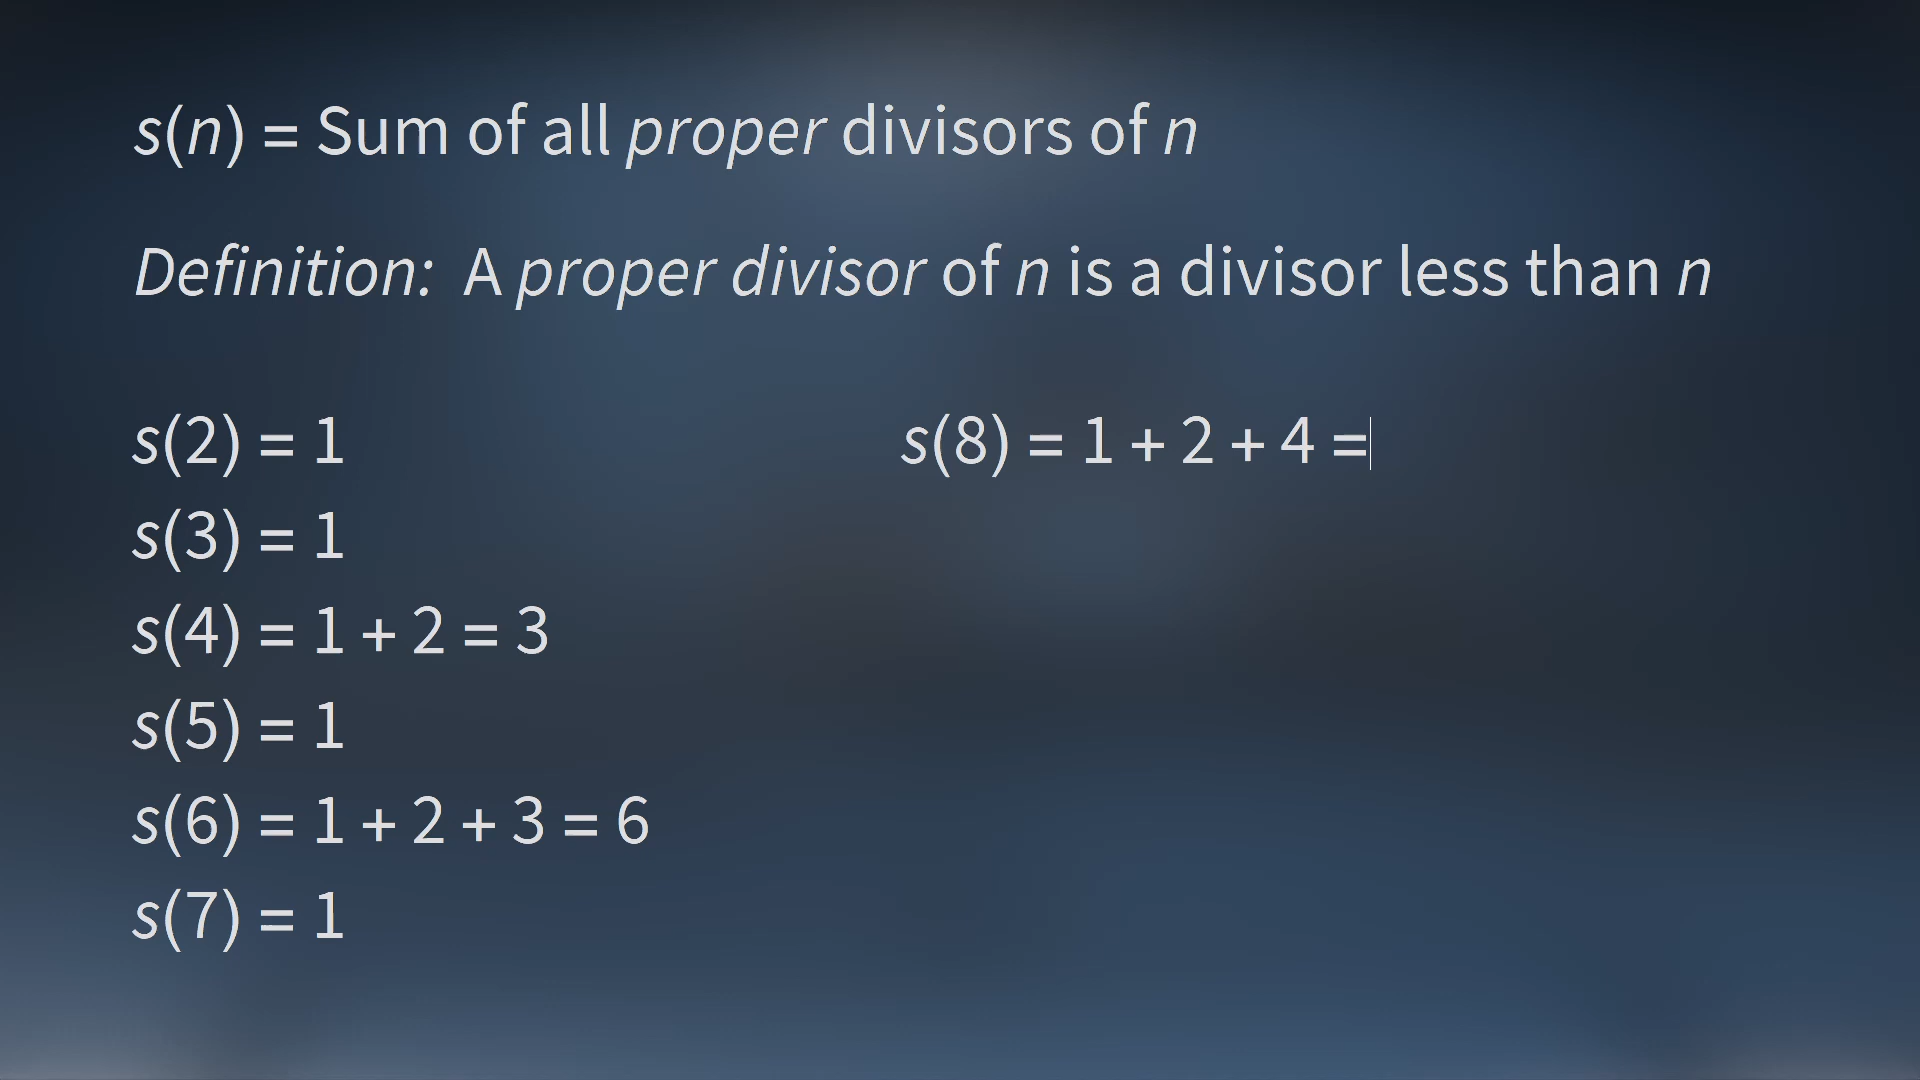 s(n) = Sum of all proper divisors of n
Definition: A proper divisor of n is a divisor less than n
s(2) = 1
s(3) = 1
s(4) = 1 + 2 = 3
s(5) = 1
s(6) = 1 + 2 + 3 = 6
s(7) = 1
s(8) = 1 + 2 + 4 =